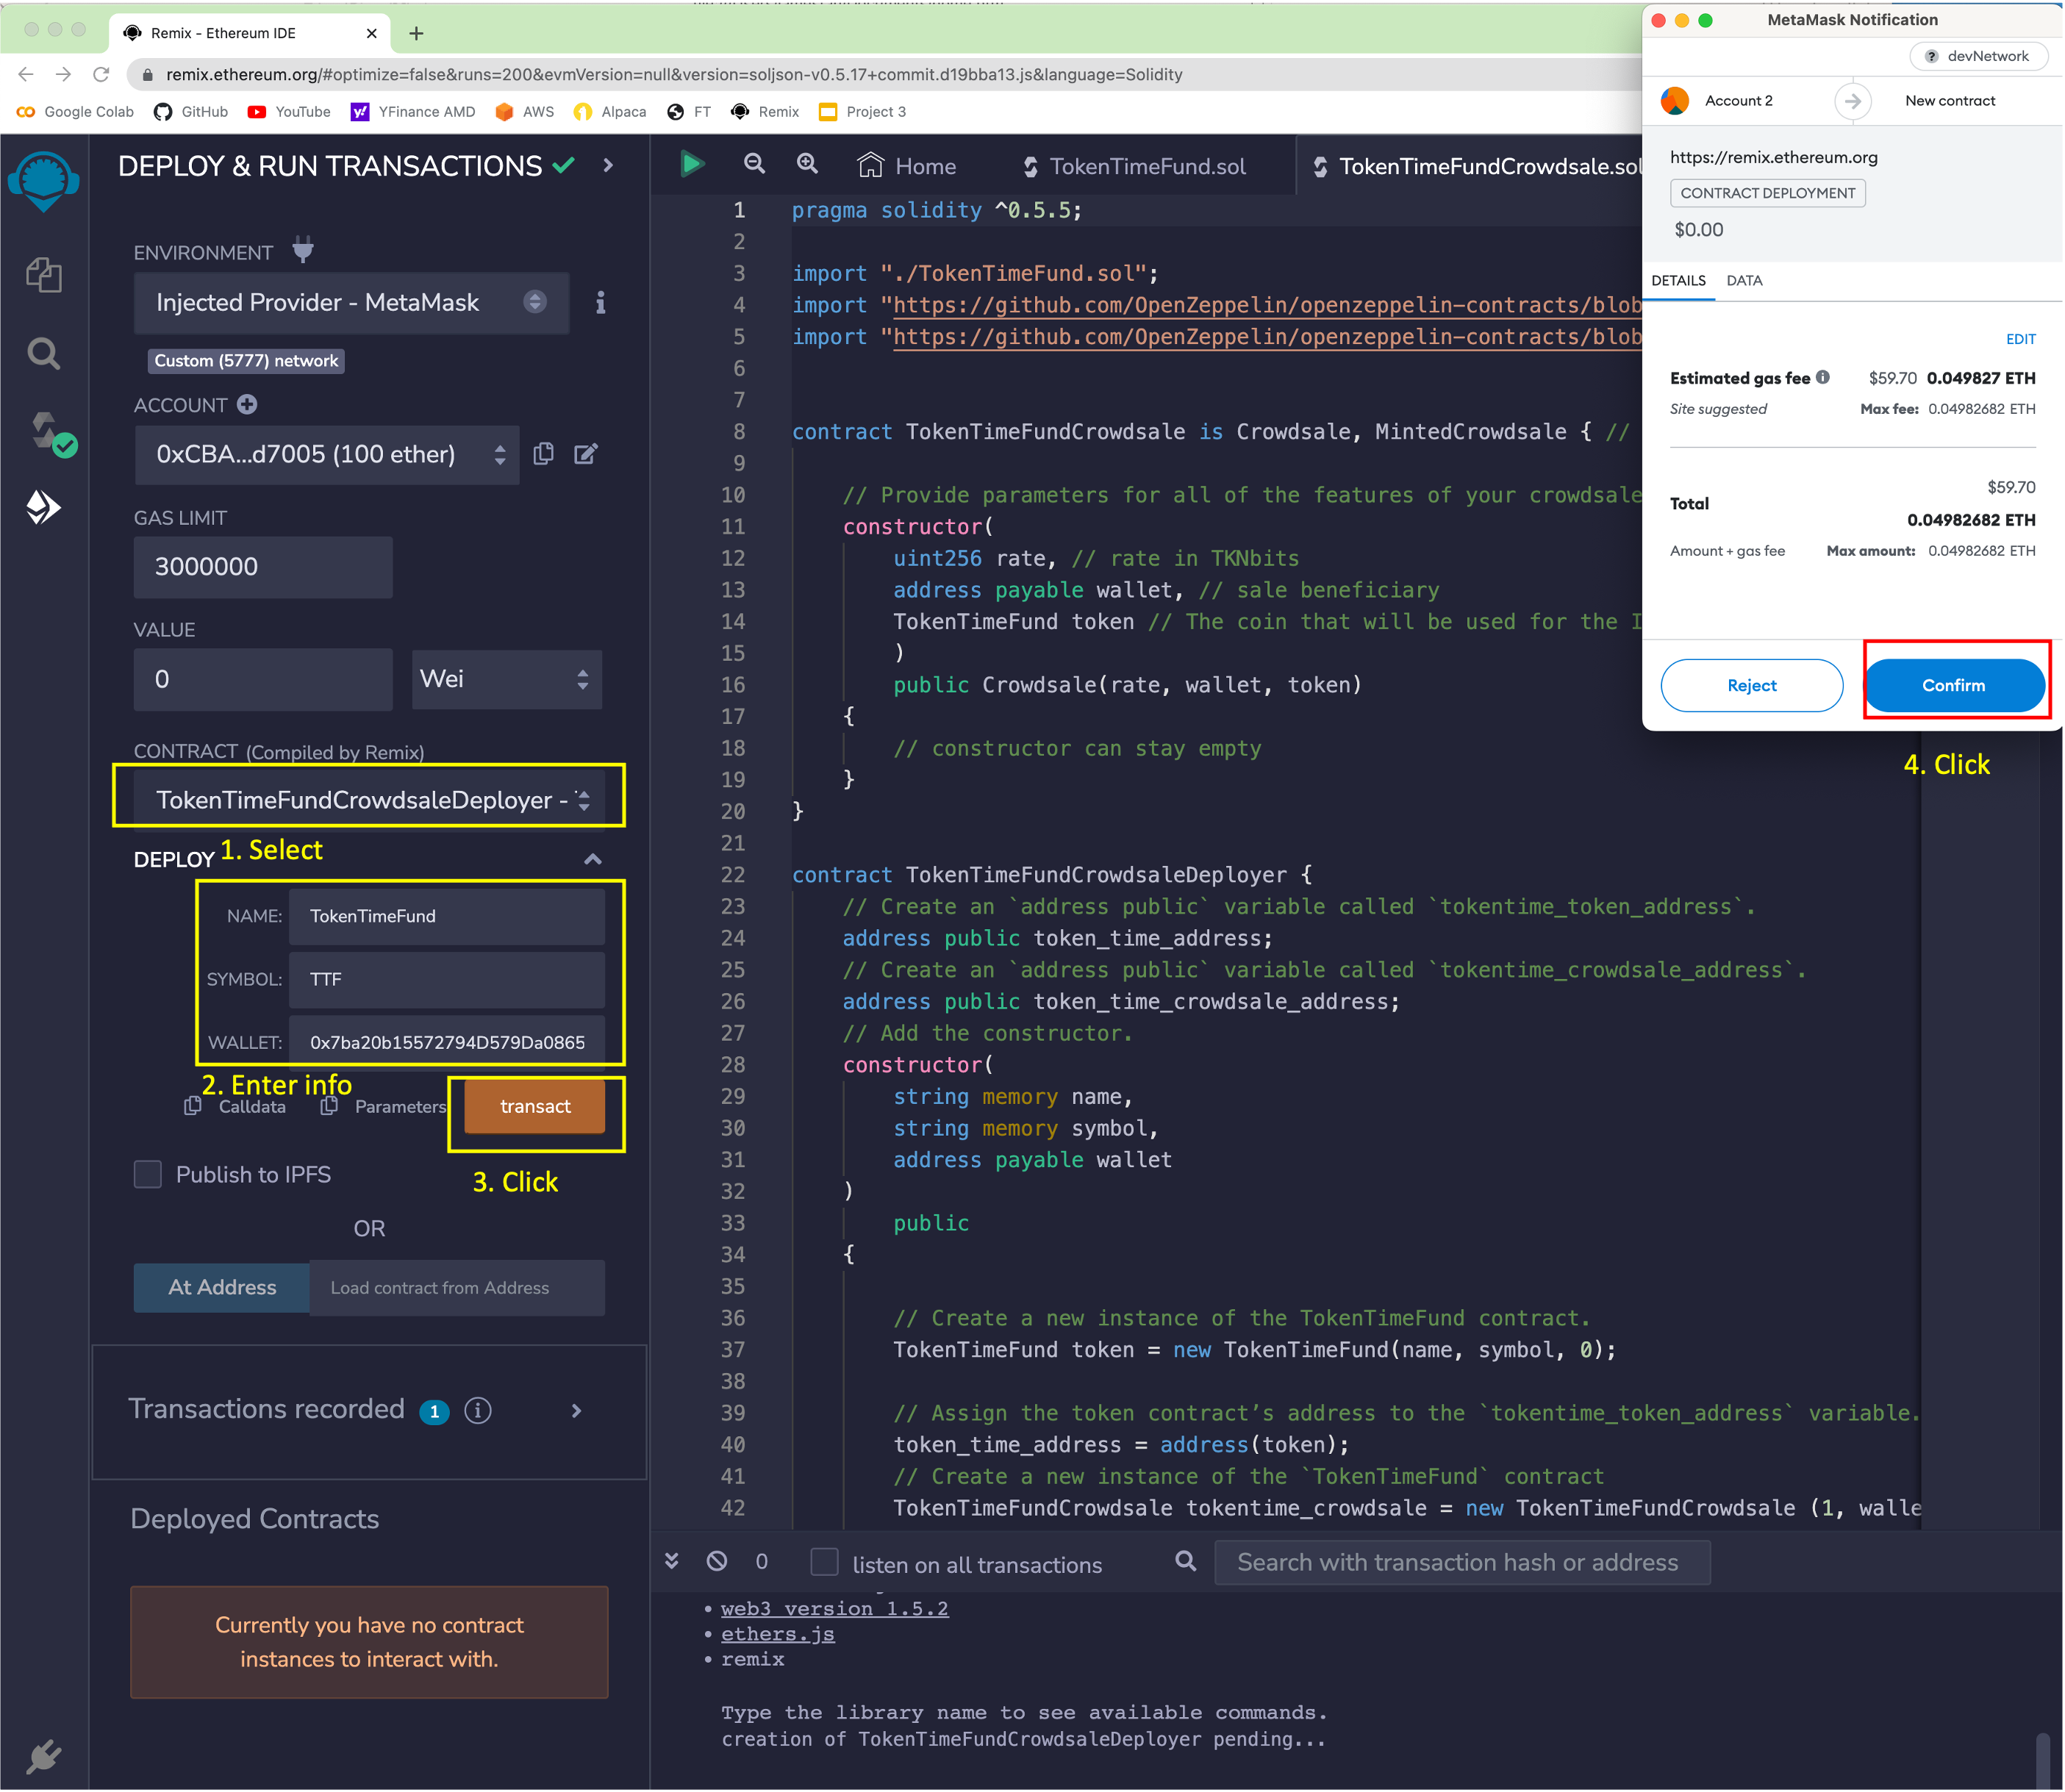 Remix - Ethereum IDE
remix.ethereum.org/#optimize=false&runs=200&evmVersion=null&version=soljson-v0.5.17+commit.d19bba13.js&language=Solidity
Google Colab GitHub YouTube YFinance AMD AWS Alpaca FT Remix Project 3
DEPLOY & RUN TRANSACTIONS
ENVIRONMENT
Injected Provider - MetaMask
Custom (5777) network
ACCOUNT
0xCBA...d7005 (100 ether)
GAS LIMIT
3000000
VALUE
0 Wei
CONTRACT (Compiled by Remix)
TokenTimeFundCrowdsaleDeployer -
1. Select
DEPLOY
NAME: TokenTimeFund
SYMBOL: TTF
WALLET: 0x7ba20b15572794D579Da0865
2. Enter info
Calldata Parameters transact
3. Click
Publish to IPFS
OR
At Address Load contract from Address
Transactions recorded 1
Deployed Contracts
Currently you have no contract
instances to interact with.
Home TokenTimeFund.sol TokenTimeFundCrowdsale.sol
1 pragma solidity ^0.5.5;
2
3 import "./TokenTimeFund.sol";
4 import "https://github.com/OpenZeppelin/openzeppelin-contracts/blob
5 import "https://github.com/OpenZeppelin/openzeppelin-contracts/blob
6
7
8 contract TokenTimeFundCrowdsale is Crowdsale, MintedCrowdsale { //
9
10 // Provide parameters for all of the features of your crowdsale
11 constructor(
12 uint256 rate, // rate in TKNbits
13 address payable wallet, // sale beneficiary
14 TokenTimeFund token // The coin that will be used for the I
15 )
16 public Crowdsale(rate, wallet, token)
17 {
18 // constructor can stay empty
19 }
20 }
21
22 contract TokenTimeFundCrowdsaleDeployer {
23 // Create an `address public` variable called `tokentime_token_address`.
24 address public token_time_address;
25 // Create an `address public` variable called `tokentime_crowdsale_address`.
26 address public token_time_crowdsale_address;
27 // Add the constructor.
28 constructor(
29 string memory name,
30 string memory symbol,
31 address payable wallet
32 )
33 public
34 {
35
36 // Create a new instance of the TokenTimeFund contract.
37 TokenTimeFund token = new TokenTimeFund(name, symbol, 0);
38
39 // Assign the token contract’s address to the `tokentime_token_address` variable.
40 token_time_address = address(token);
41 // Create a new instance of the `TokenTimeFund` contract
42 TokenTimeFundCrowdsale tokentime_crowdsale = new TokenTimeFundCrowdsale (1, walle
0 listen on all transactions Search with transaction hash or address
• web3 version 1.5.2
• ethers.js
• remix
Type the library name to see available commands.
creation of TokenTimeFundCrowdsaleDeployer pending...
MetaMask Notification
devNetwork
Account 2 New contract
https://remix.ethereum.org
CONTRACT DEPLOYMENT
$0.00
DETAILS DATA
EDIT
Estimated gas fee $59.70 0.049827 ETH
Site suggested Max fee: 0.04982682 ETH
$59.70
Total
0.04982682 ETH
Amount + gas fee Max amount: 0.04982682 ETH
Reject Confirm
4. Click